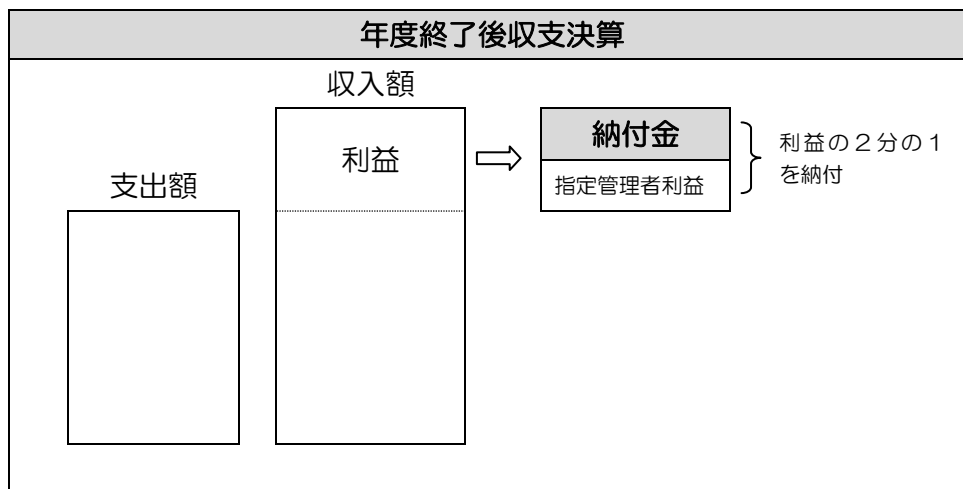 年度終了後収支決算
収入額
支出額
利益
納付金
指定管理者利益
利益の２分の１
を納付